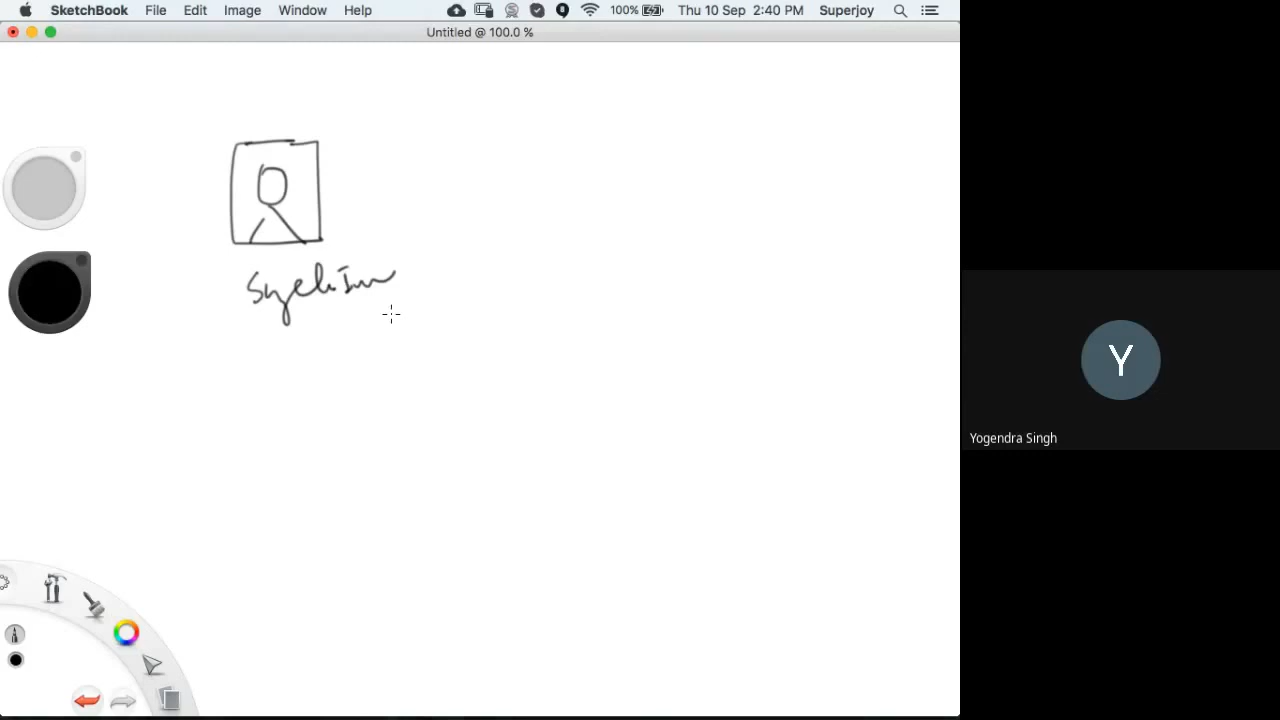 SketchBook File Edit Image Window Help 100% Thu 10 Sep 2:40 PM Superjoy
Untitled @ 100.0 %
Y
Yogendra Singh